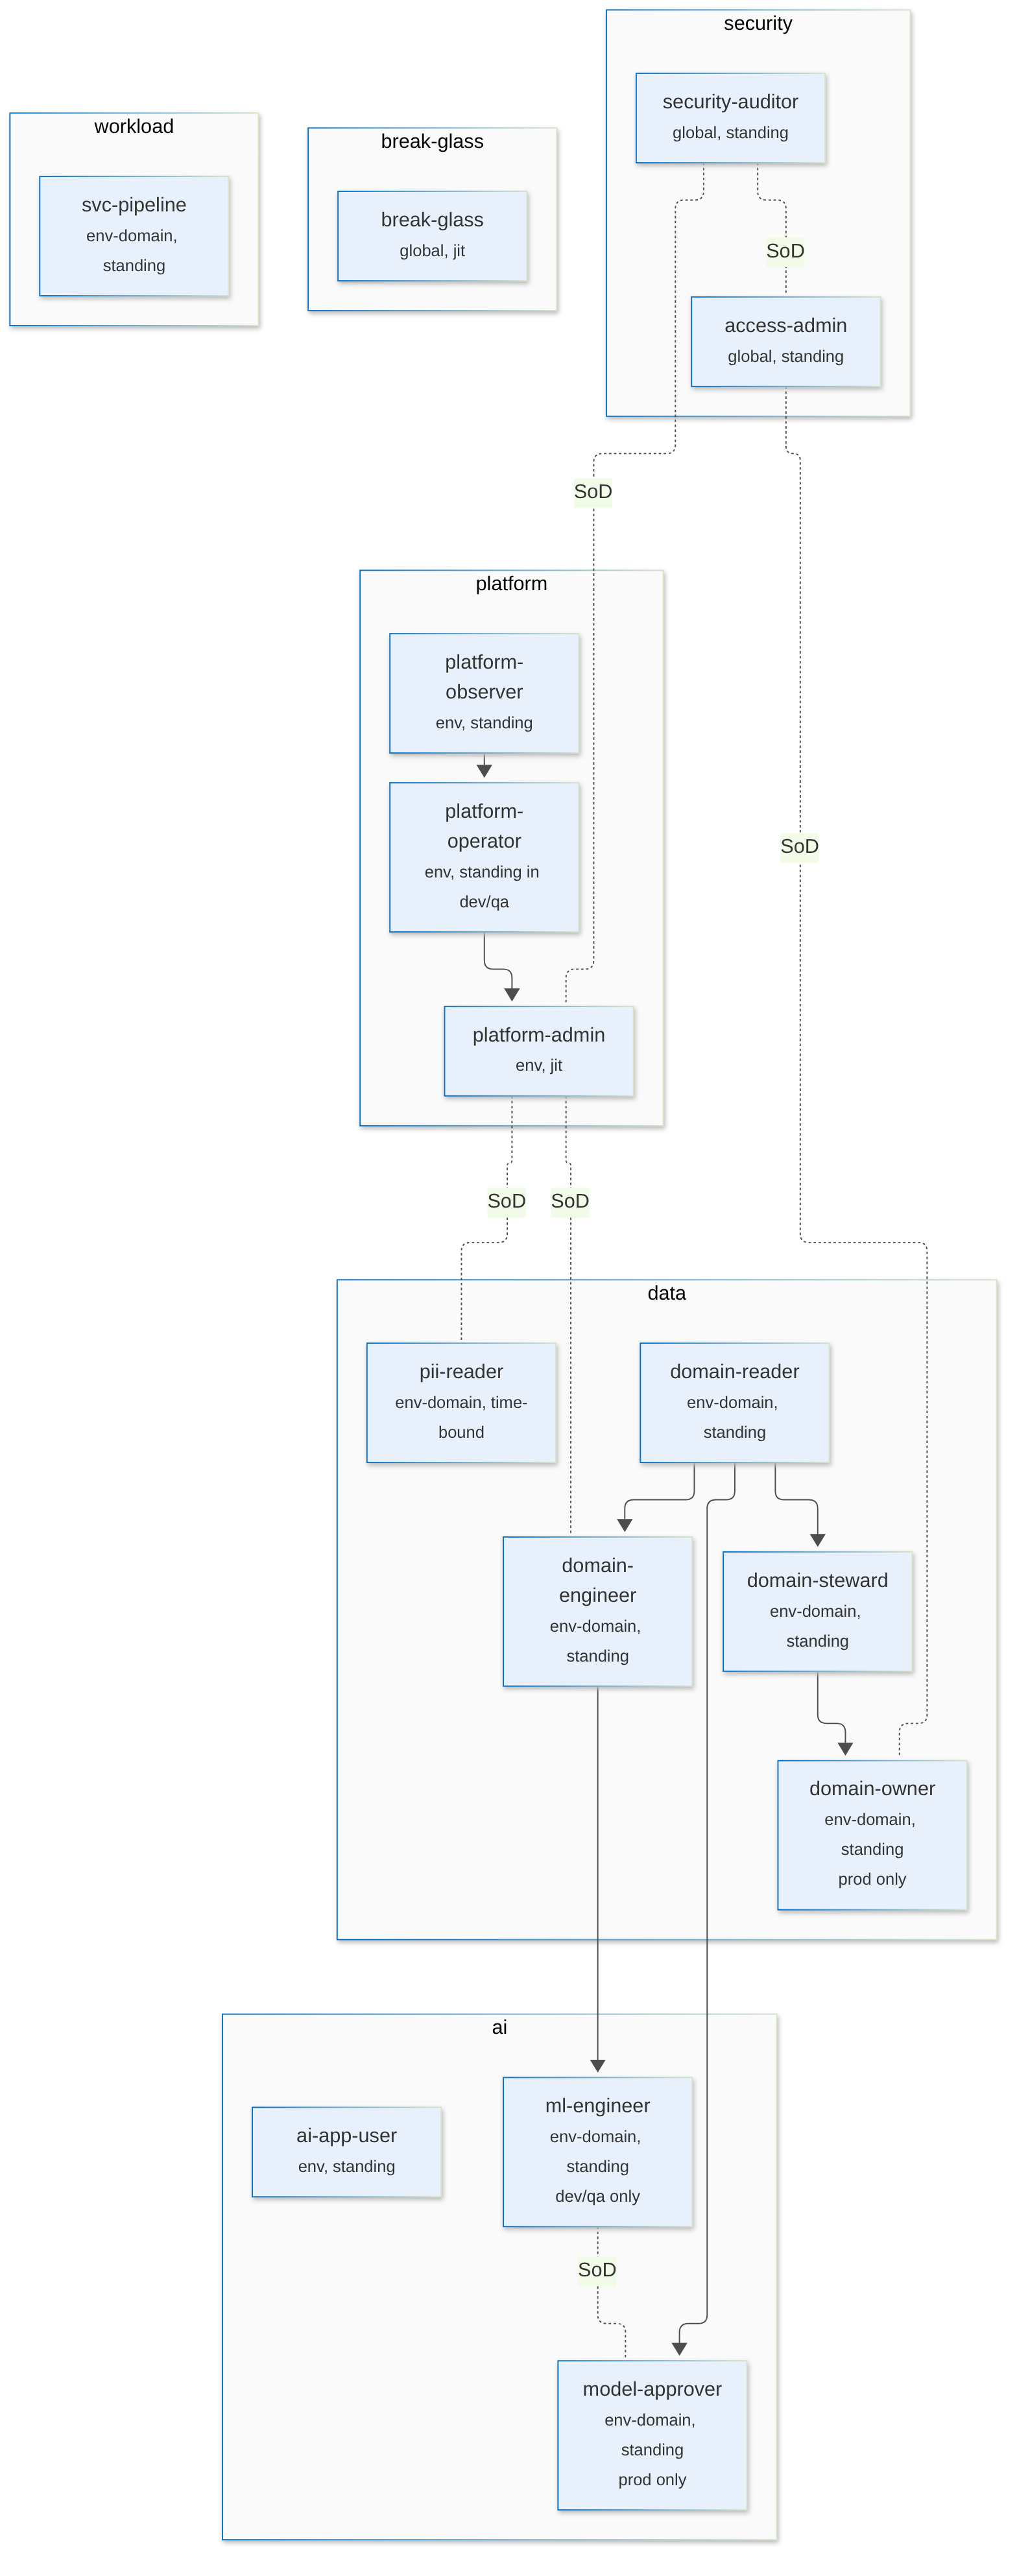 security
security-auditor
global, standing
workload
svc-pipeline
env-domain,
standing
break-glass
break-glass
global, jit
SoD
access-admin
global, standing
SoD
platform
platform-
observer
env, standing
platform-
operator
env, standing in
dev/qa
SoD
platform-admin
env, jit
SoD
SoD
data
pii-reader
env-domain, time-
bound
domain-reader
env-domain,
standing
domain-
engineer
env-domain,
standing
domain-steward
env-domain,
standing
domain-owner
env-domain,
standing
prod only
ai
ai-app-user
env, standing
ml-engineer
env-domain,
standing
dev/qa only
SoD
model-approver
env-domain,
standing
prod only